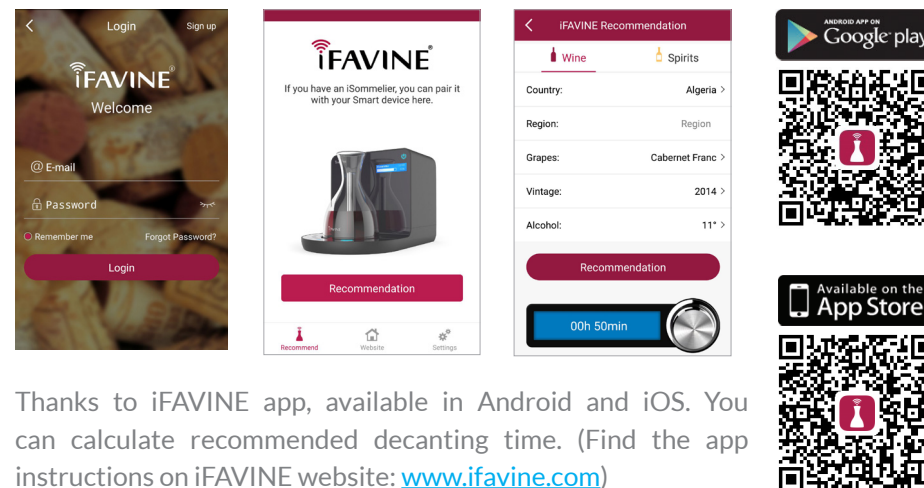 Login
Sign up
iFAVINE®
Welcome
@ E-mail
Password
Remember me
Forgot Password?
Login
iFAVINE®
If you have an iSommelier, you can pair it
with your Smart device here.
Recommendation
Recommend
Website
Settings
iFAVINE Recommendation
Wine
Spirits
Country: Algeria >
Region: Region
Grapes: Cabernet Franc >
Vintage: 2014 >
Alcohol: 11° >
Recommendation
00h 50min
ANDROID APP ON
Google play
Available on the
App Store
Thanks to iFAVINE app, available in Android and iOS. You
can calculate recommended decanting time. (Find the app
instructions on iFAVINE website: www.ifavine.com)